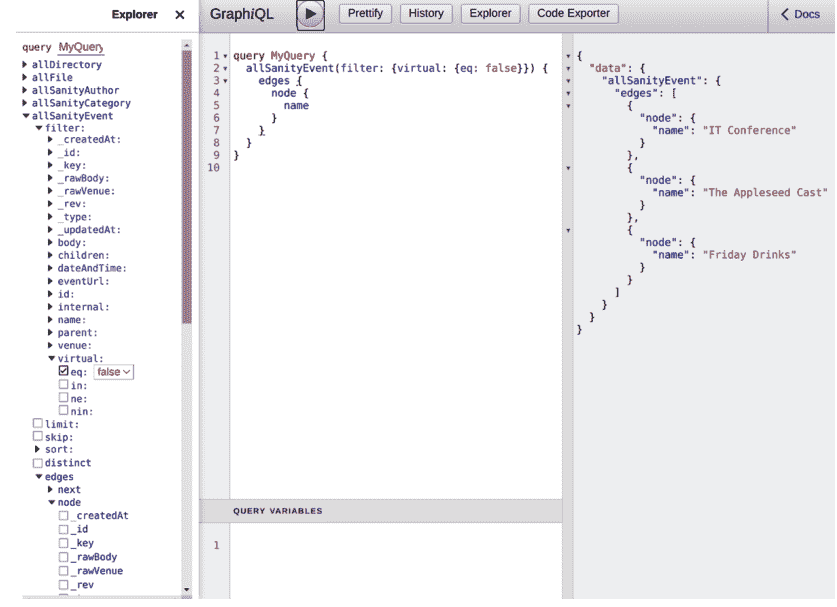 Explorer ×
GraphiQL
Prettify
History
Explorer
Code Exporter
Docs
query MyQuery
allDirectory
allFile
allSanityAuthor
allSanityCategory
allSanityEvent
filter:
_createdAt:
_id:
_key:
_rawBody:
_rawVenue:
_rev:
_type:
_updatedAt:
body:
children:
dateAndTime:
eventUrl:
id:
internal:
name:
parent:
venue:
virtual:
eq: false
in:
ne:
nin:
limit:
skip:
sort:
distinct
edges
next
node
_createdAt
_id
_key
_rawBody
_rawVenue
_rev
1 query MyQuery {
2 allSanityEvent(filter: {virtual: {eq: false}}) {
3 edges {
4 node {
5 name
6 }
7 }
8 }
9 }
10
QUERY VARIABLES
1
{
"data": {
"allSanityEvent": {
"edges": [
{
"node": {
"name": "IT Conference"
}
},
{
"node": {
"name": "The Appleseed Cast"
}
},
{
"node": {
"name": "Friday Drinks"
}
}
]
}
}
}